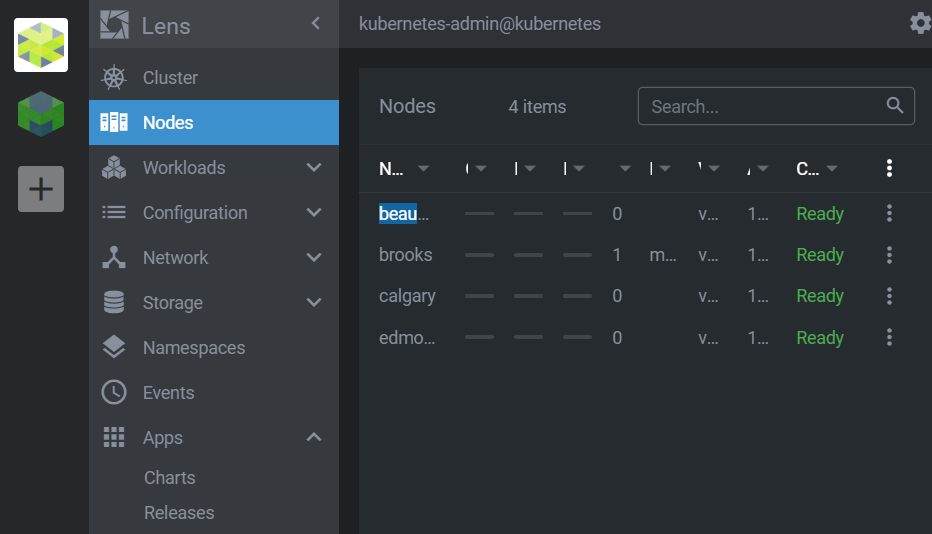 Lens
kubernetes-admin@kubernetes
Cluster
Nodes
Workloads
Configuration
Network
Storage
Namespaces
Events
Apps
Charts
Releases
Nodes 4 items Search...
N... C...
beau... 0 v... 1... Ready
brooks 1 m... v... 1... Ready
calgary 0 v... 1... Ready
edmo... 0 v... 1... Ready